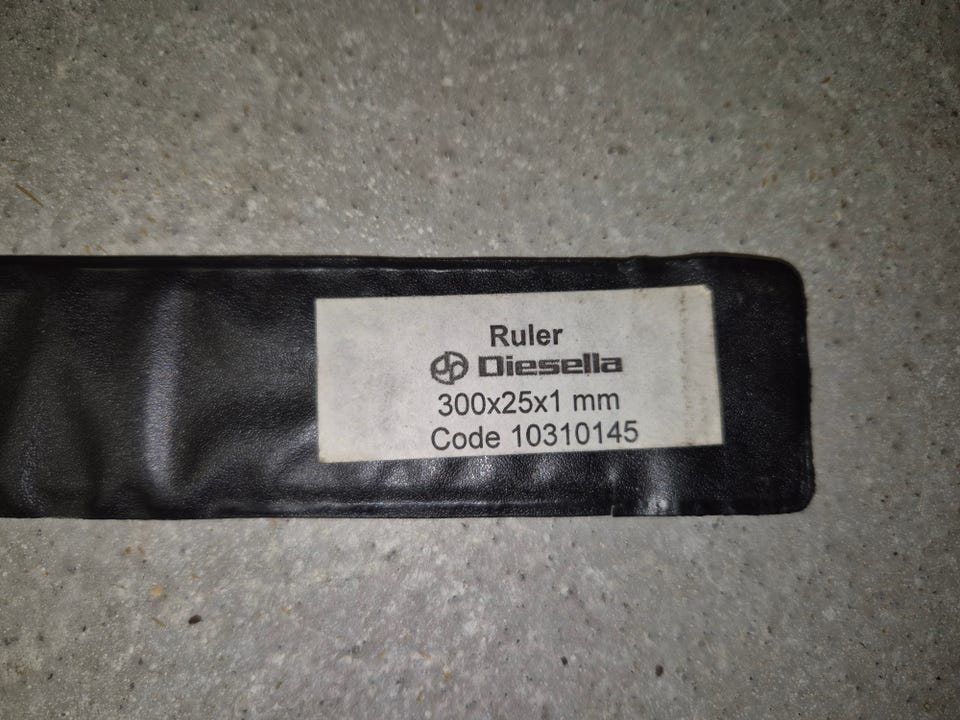 Ruler
Diesella
300x25x1 mm
Code 10310145